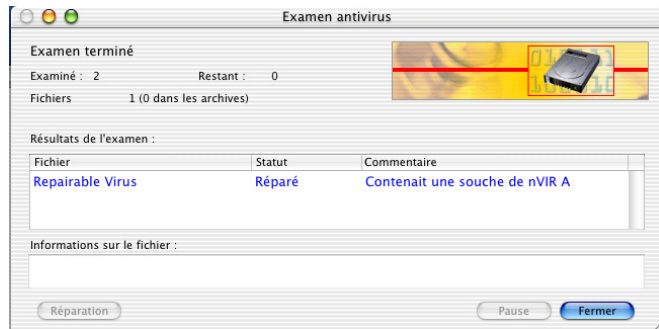 Examen antivirus
Examen terminé
Examiné : 2 Restant : 0
Fichiers 1 (0 dans les archives)
Résultats de l'examen :
Fichier Statut Commentaire
Repairable Virus Réparé Contenait une souche de nVIR A
Informations sur le fichier :
Réparation Pause Fermer